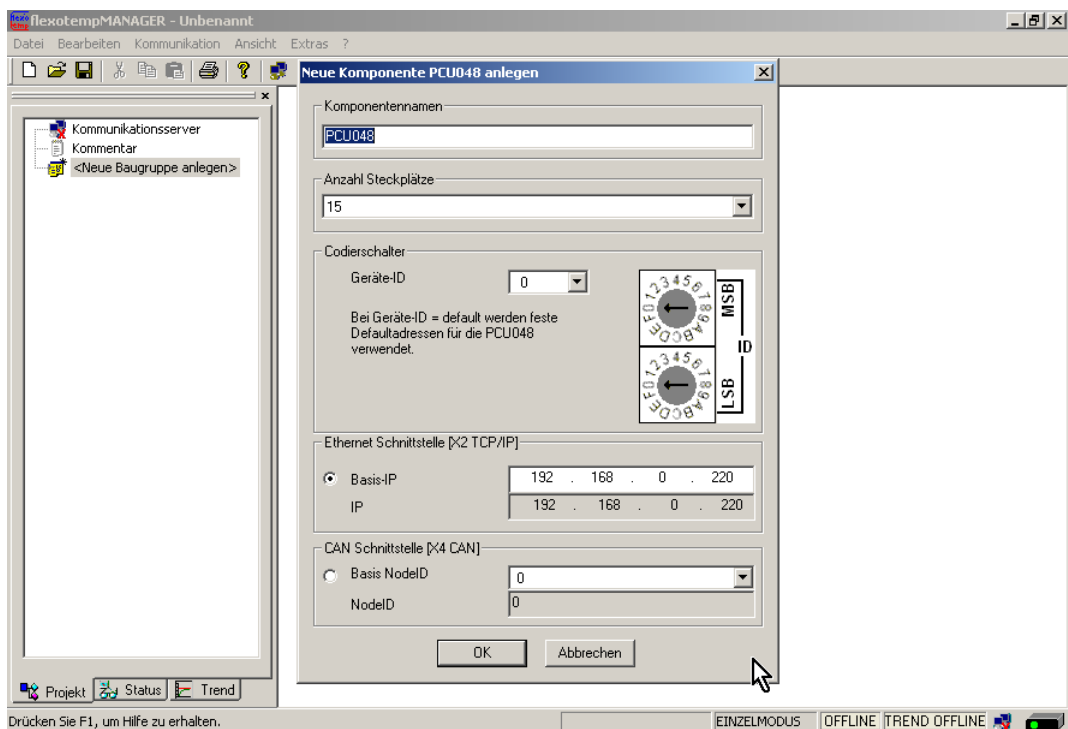 flexotempMANAGER - Unbenannt
Datei Bearbeiten Kommunikation Ansicht Extras ?
Neue Komponente PCU048 anlegen
Kommunikationsserver
Kommentar
<Neue Baugruppe anlegen>
Komponentennamen
PCU048
Anzahl Steckplätze
15
Codierschalter
Geräte-ID 0
Bei Geräte-ID = default werden feste
Defaultadressen für die PCU048
verwendet.
MSB
ID
LSB
Ethernet Schnittstelle [X2 TCP/IP]
Basis-IP 192 . 168 . 0 . 220
IP 192 . 168 . 0 . 220
CAN Schnittstelle [X4 CAN]
Basis NodeID 0
NodeID 0
OK Abbrechen
Projekt Status Trend
Drücken Sie F1, um Hilfe zu erhalten. EINZELMODUS OFFLINE TREND OFFLINE